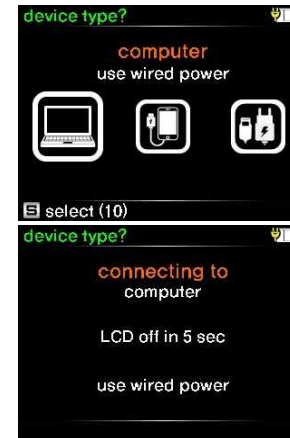 device type?
computer
use wired power
S select (10)
device type?
connecting to
computer
LCD off in 5 sec
use wired power